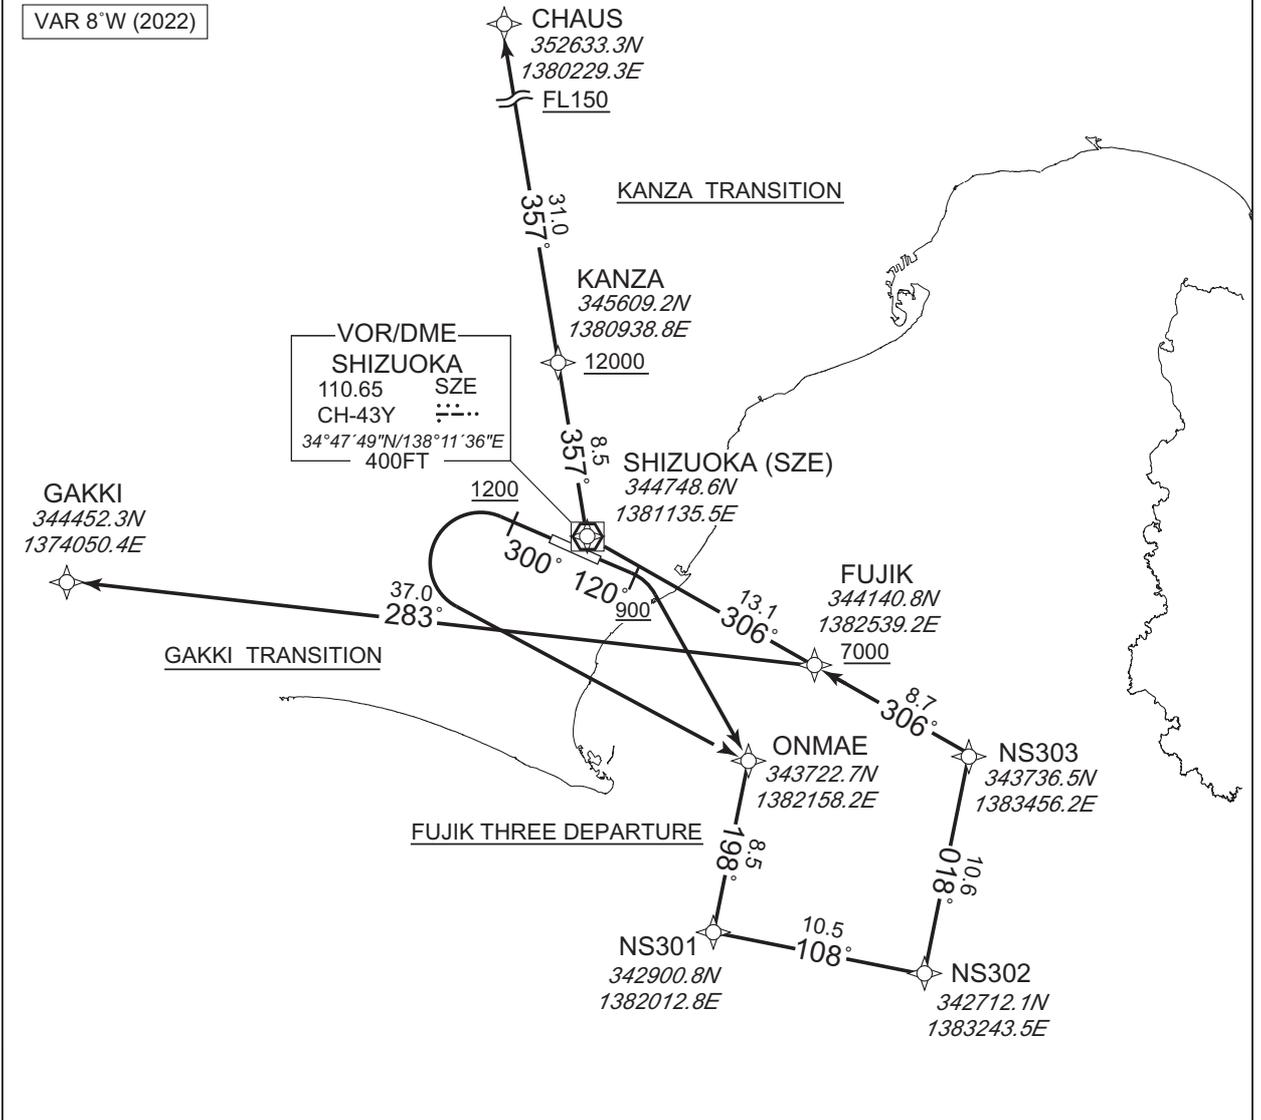 VAR 8˚W (2022)
CHAUS
352633.3N
1380229.3E
FL150
KANZA TRANSITION
31.0
357°
KANZA
345609.2N
1380938.8E
12000
VOR/DME
SHIZUOKA
110.65 SZE
CH-43Y
34°47´49"N/138°11´36"E
400FT
8.5
357°
SHIZUOKA (SZE)
344748.6N
1381135.5E
GAKKI
344452.3N
1374050.4E
1200
300°
120°
900
13.1
306°
FUJIK
344140.8N
1382539.2E
7000
37.0
283°
GAKKI TRANSITION
8.7
306°
ONMAE
343722.7N
1382158.2E
NS303
343736.5N
1383456.2E
FUJIK THREE DEPARTURE
8.5
198°
10.6
018°
10.5
108°
NS301
342900.8N
1382012.8E
NS302
342712.1N
1383243.5E